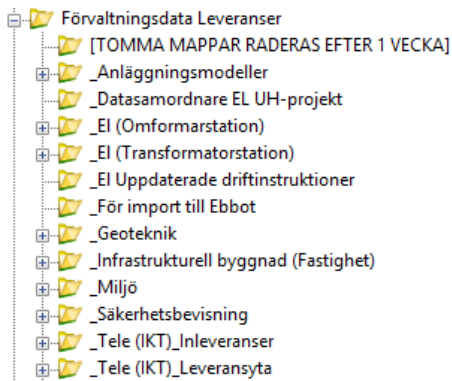 Förvaltningsdata Leveranser
[TOMMA MAPPAR RADERAS EFTER 1 VECKA]
_Anläggningsmodeller
_Datasamordnare EL UH-projekt
_El (Omformarstation)
_El (Transformatorstation)
_El Uppdaterade driftinstruktioner
_För import till Ebbot
_Geoteknik
_Infrastrukturell byggnad (Fastighet)
_Miljö
_Säkerhetsbevisning
_Tele (IKT)_Inleveranser
_Tele (IKT)_Leveransyta